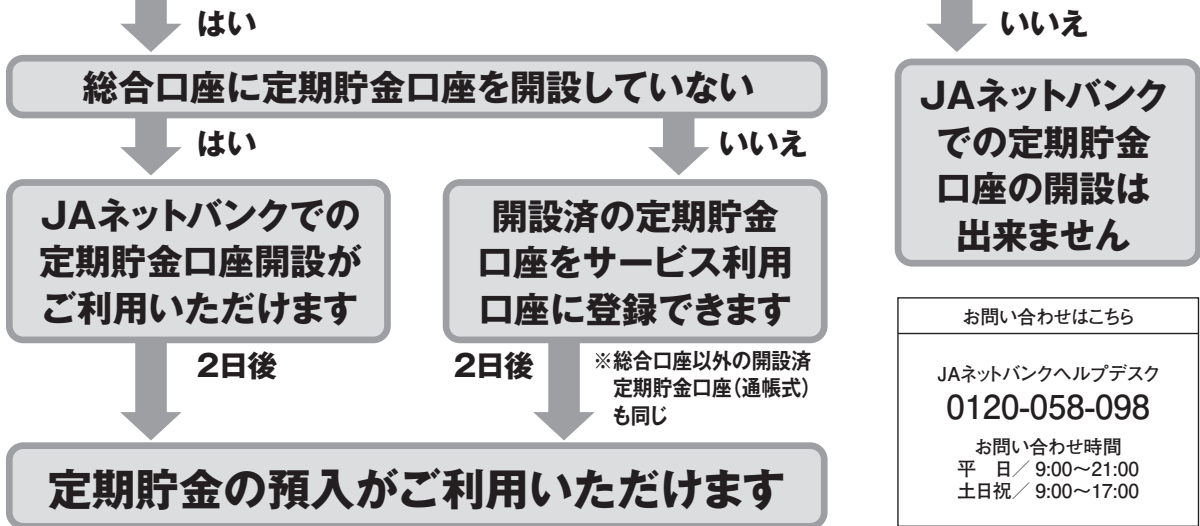 はい
いいえ
総合口座に定期貯金口座を開設していない
はい
いいえ
JAネットバンクでの
定期貯金口座開設が
ご利用いただけます
開設済の定期貯金
口座をサービス利用
口座に登録できます
JAネットバンク
での定期貯金
口座の開設は
出来ません
2日後
2日後
※総合口座以外の開設済
定期貯金口座(通帳式)
も同じ
定期貯金の預入がご利用いただけます
お問い合わせはこちら
JAネットバンクヘルプデスク
0120-058-098
お問い合わせ時間
平 日/ 9:00~21:00
土日祝/ 9:00~17:00